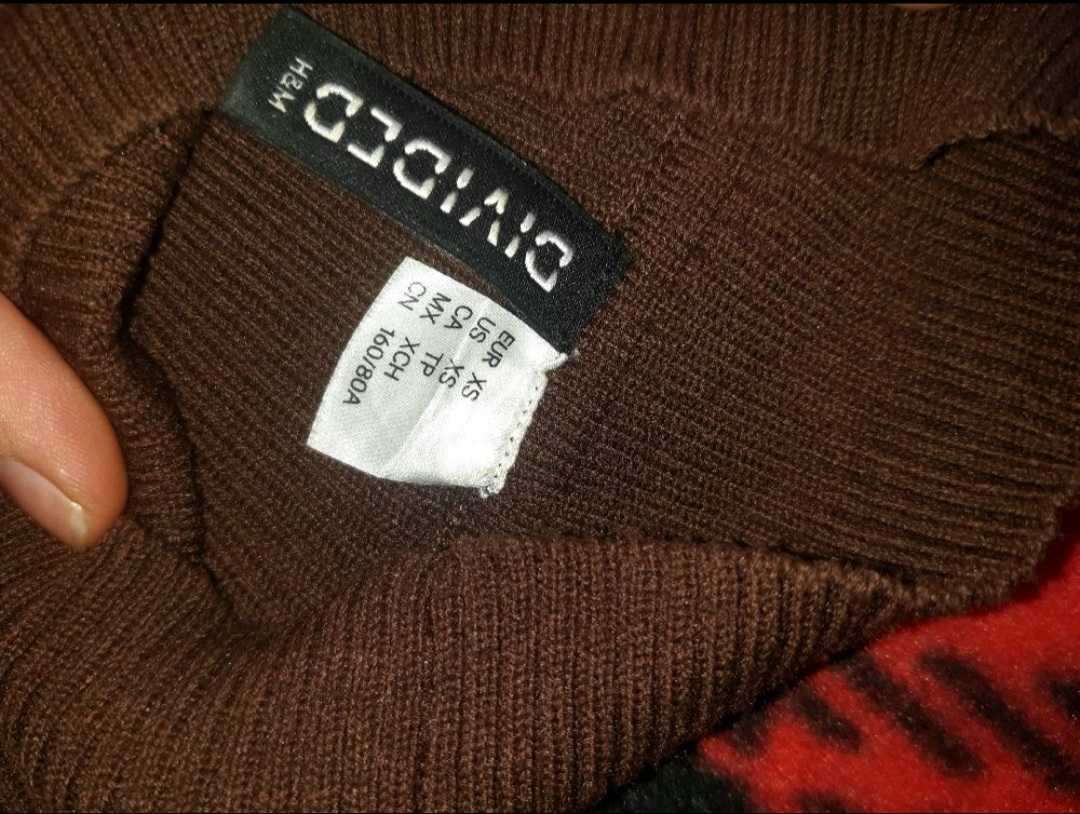 DIVIDED
H&M
EUR XS
US XS
CA TP
MX XCH
CN 160/80A